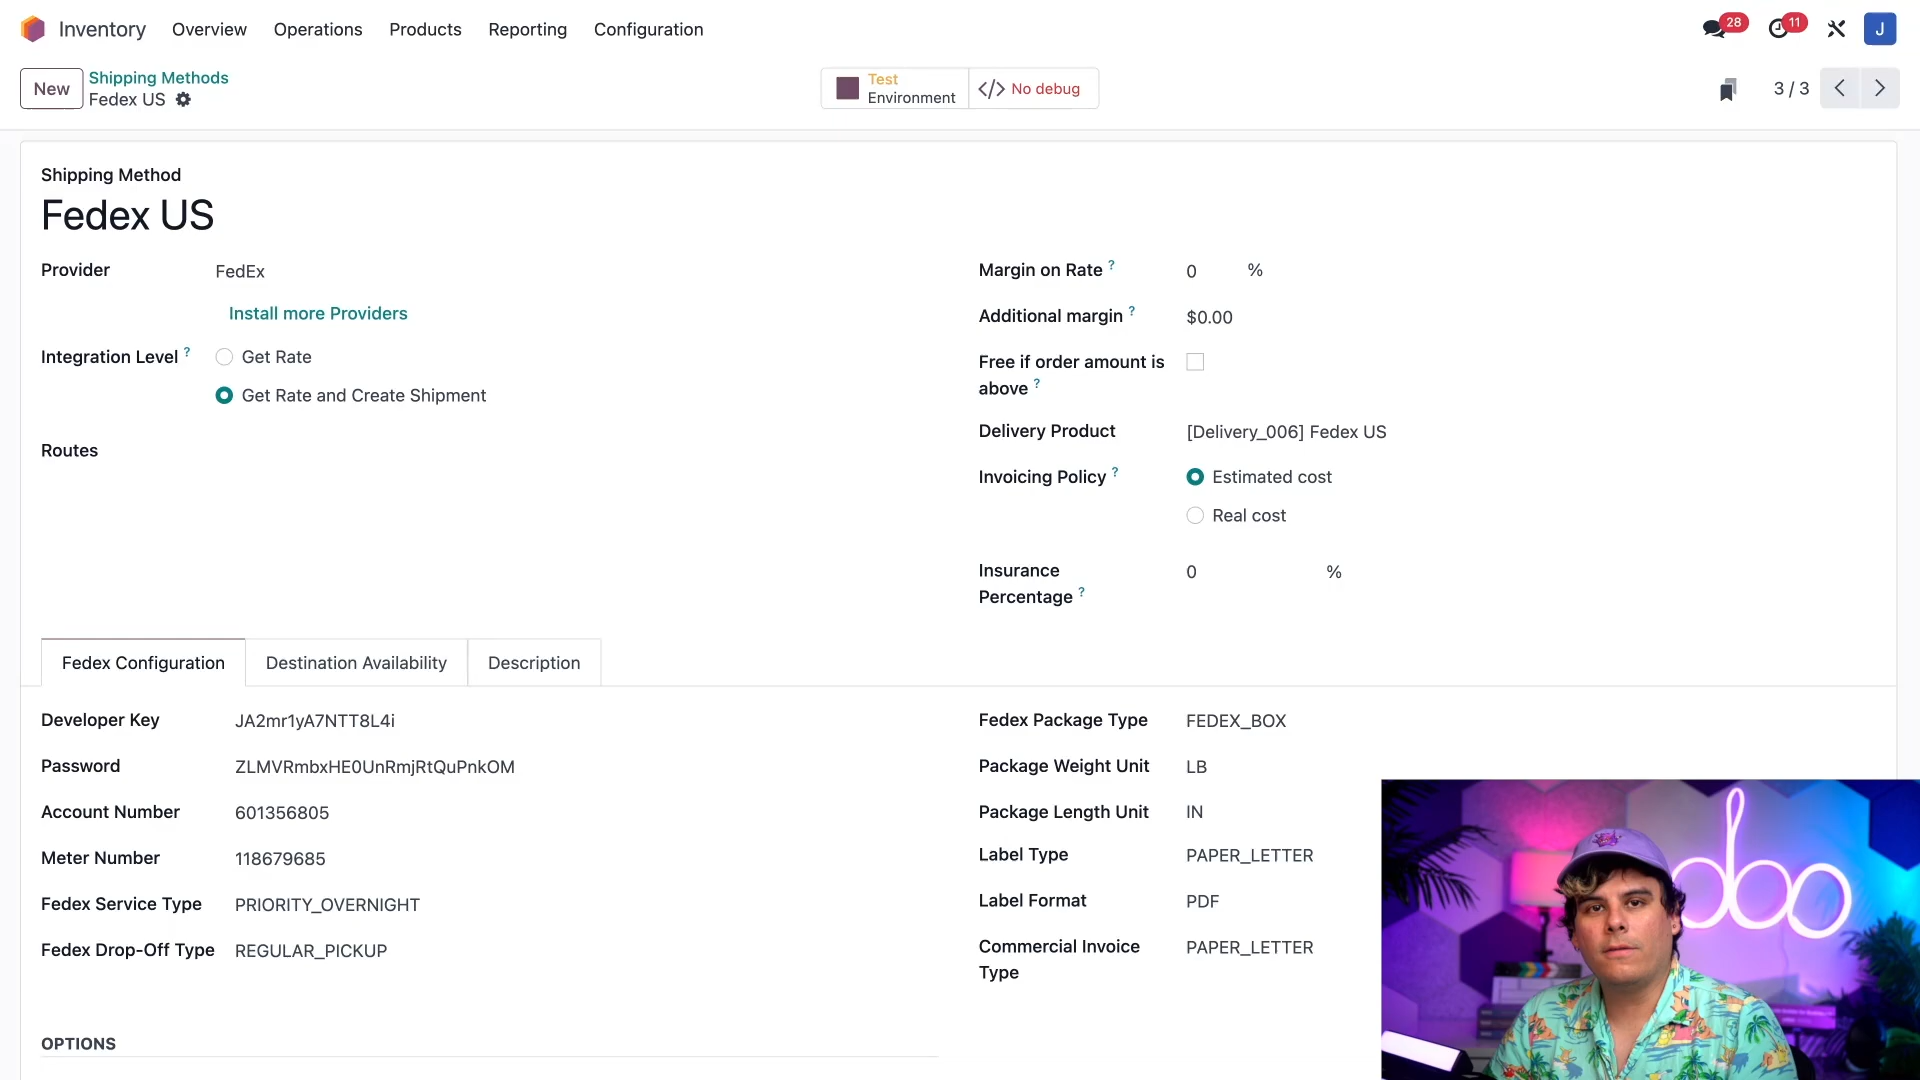 Inventory Overview Operations Products Reporting Configuration 28 11 J
New
Shipping Methods
Fedex US
Test
Environment
No debug
3 / 3
Shipping Method
Fedex US
Provider FedEx
Install more Providers
Integration Level ? Get Rate
Get Rate and Create Shipment
Routes
Margin on Rate ? 0 %
Additional margin ? $0.00
Free if order amount is
above ?
Delivery Product [Delivery_006] Fedex US
Invoicing Policy ? Estimated cost
Real cost
Insurance
Percentage ? 0 %
Fedex Configuration Destination Availability Description
Developer Key JA2mr1yA7NTT8L4i
Password ZLMVRmbxHE0UnRmjRtQuPnkOM
Account Number 601356805
Meter Number 118679685
Fedex Service Type PRIORITY_OVERNIGHT
Fedex Drop-Off Type REGULAR_PICKUP
Fedex Package Type FEDEX_BOX
Package Weight Unit LB
Package Length Unit IN
Label Type PAPER_LETTER
Label Format PDF
Commercial Invoice
Type PAPER_LETTER
OPTIONS
odoo